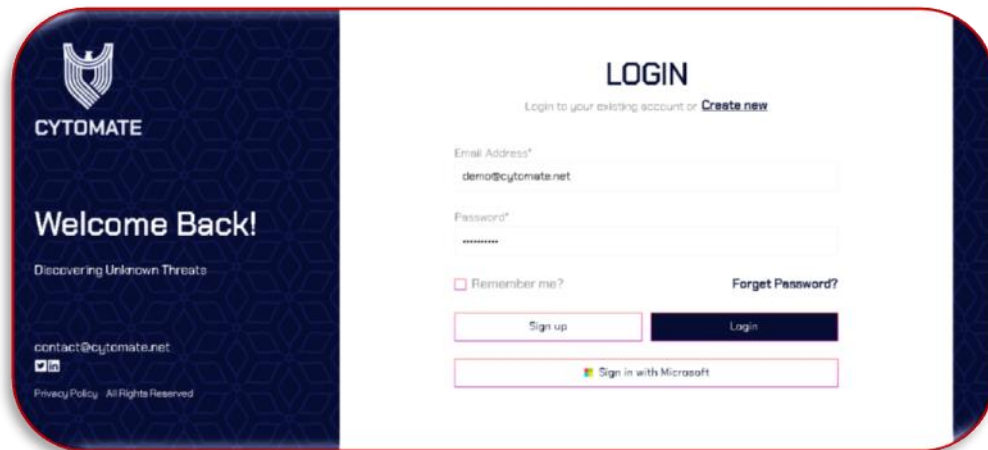 CYTOMATE
Welcome Back!
Discovering Unknown Threats
contact@cytomate.net
Privacy Policy All Rights Reserved
LOGIN
Login to your existing account or Create new
Email Address*
demo@cytomate.net
Password*
••••••••••
Remember me?
Forget Password?
Sign up
Login
Sign in with Microsoft